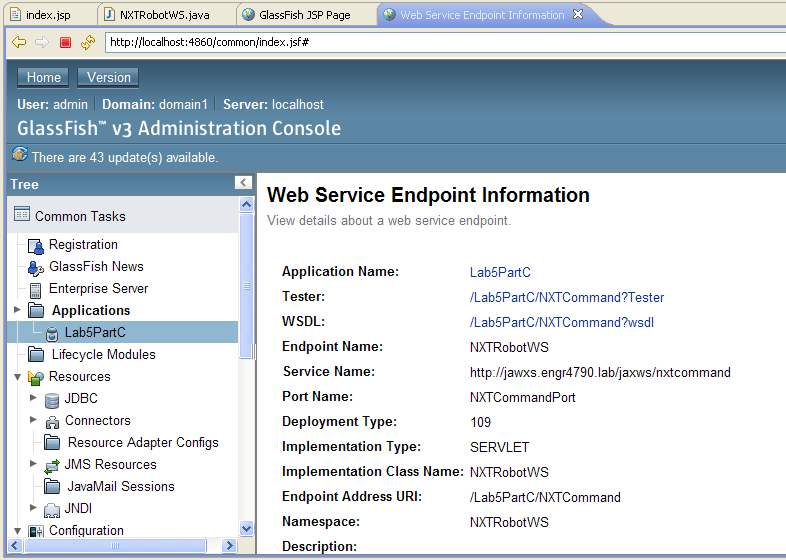 index.jsp
NXTRobotWS.java
GlassFish JSP Page
Web Service Endpoint Information
http://localhost:4860/common/index.jsf#
Home
Version
User: admin
Domain: domain1
Server: localhost
GlassFish™ v3 Administration Console
There are 43 update(s) available.
Tree
Common Tasks
Registration
GlassFish News
Enterprise Server
Applications
Lab5PartC
Lifecycle Modules
Resources
JDBC
Connectors
Resource Adapter Configs
JMS Resources
JavaMail Sessions
JNDI
Configuration
Web Service Endpoint Information
View details about a web service endpoint.
Application Name: Lab5PartC
Tester: /Lab5PartC/NXTCommand?Tester
WSDL: /Lab5PartC/NXTCommand?wsdl
Endpoint Name: NXTRobotWS
Service Name: http://jawxs.engr4790.lab/jaxws/nxtcommand
Port Name: NXTCommandPort
Deployment Type: 109
Implementation Type: SERVLET
Implementation Class Name: NXTRobotWS
Endpoint Address URI: /Lab5PartC/NXTCommand
Namespace: NXTRobotWS
Description: